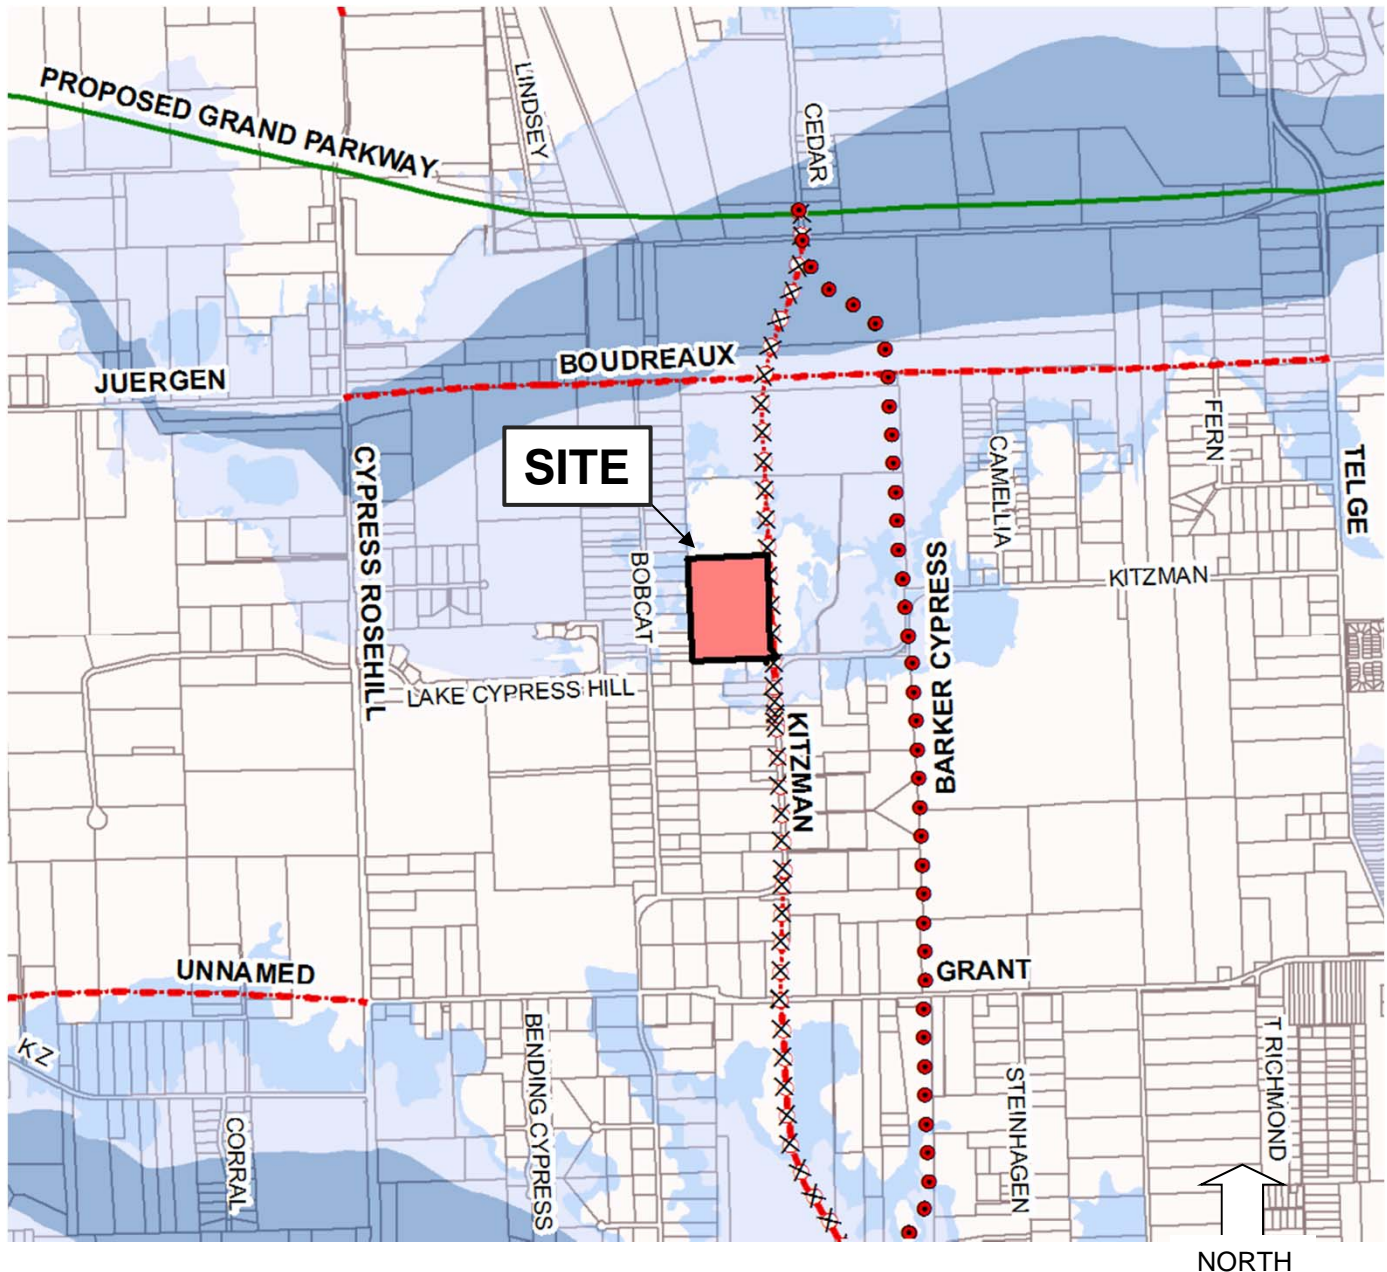 PROPOSED GRAND PARKWAY
LINDSEY
CEDAR
BOUDREAUX
JUERGEN
FERN
SITE
CAMELLIA
TELGE
CYPRESS ROSEHILL
BOBCAT
BARKER CYPRESS
KITZMAN
LAKE CYPRESS HILL
KITZMAN
UNNAMED
GRANT
KZ
BENDING CYPRESS
T RICHMOND
STEINHAGEN
CORRAL
NORTH